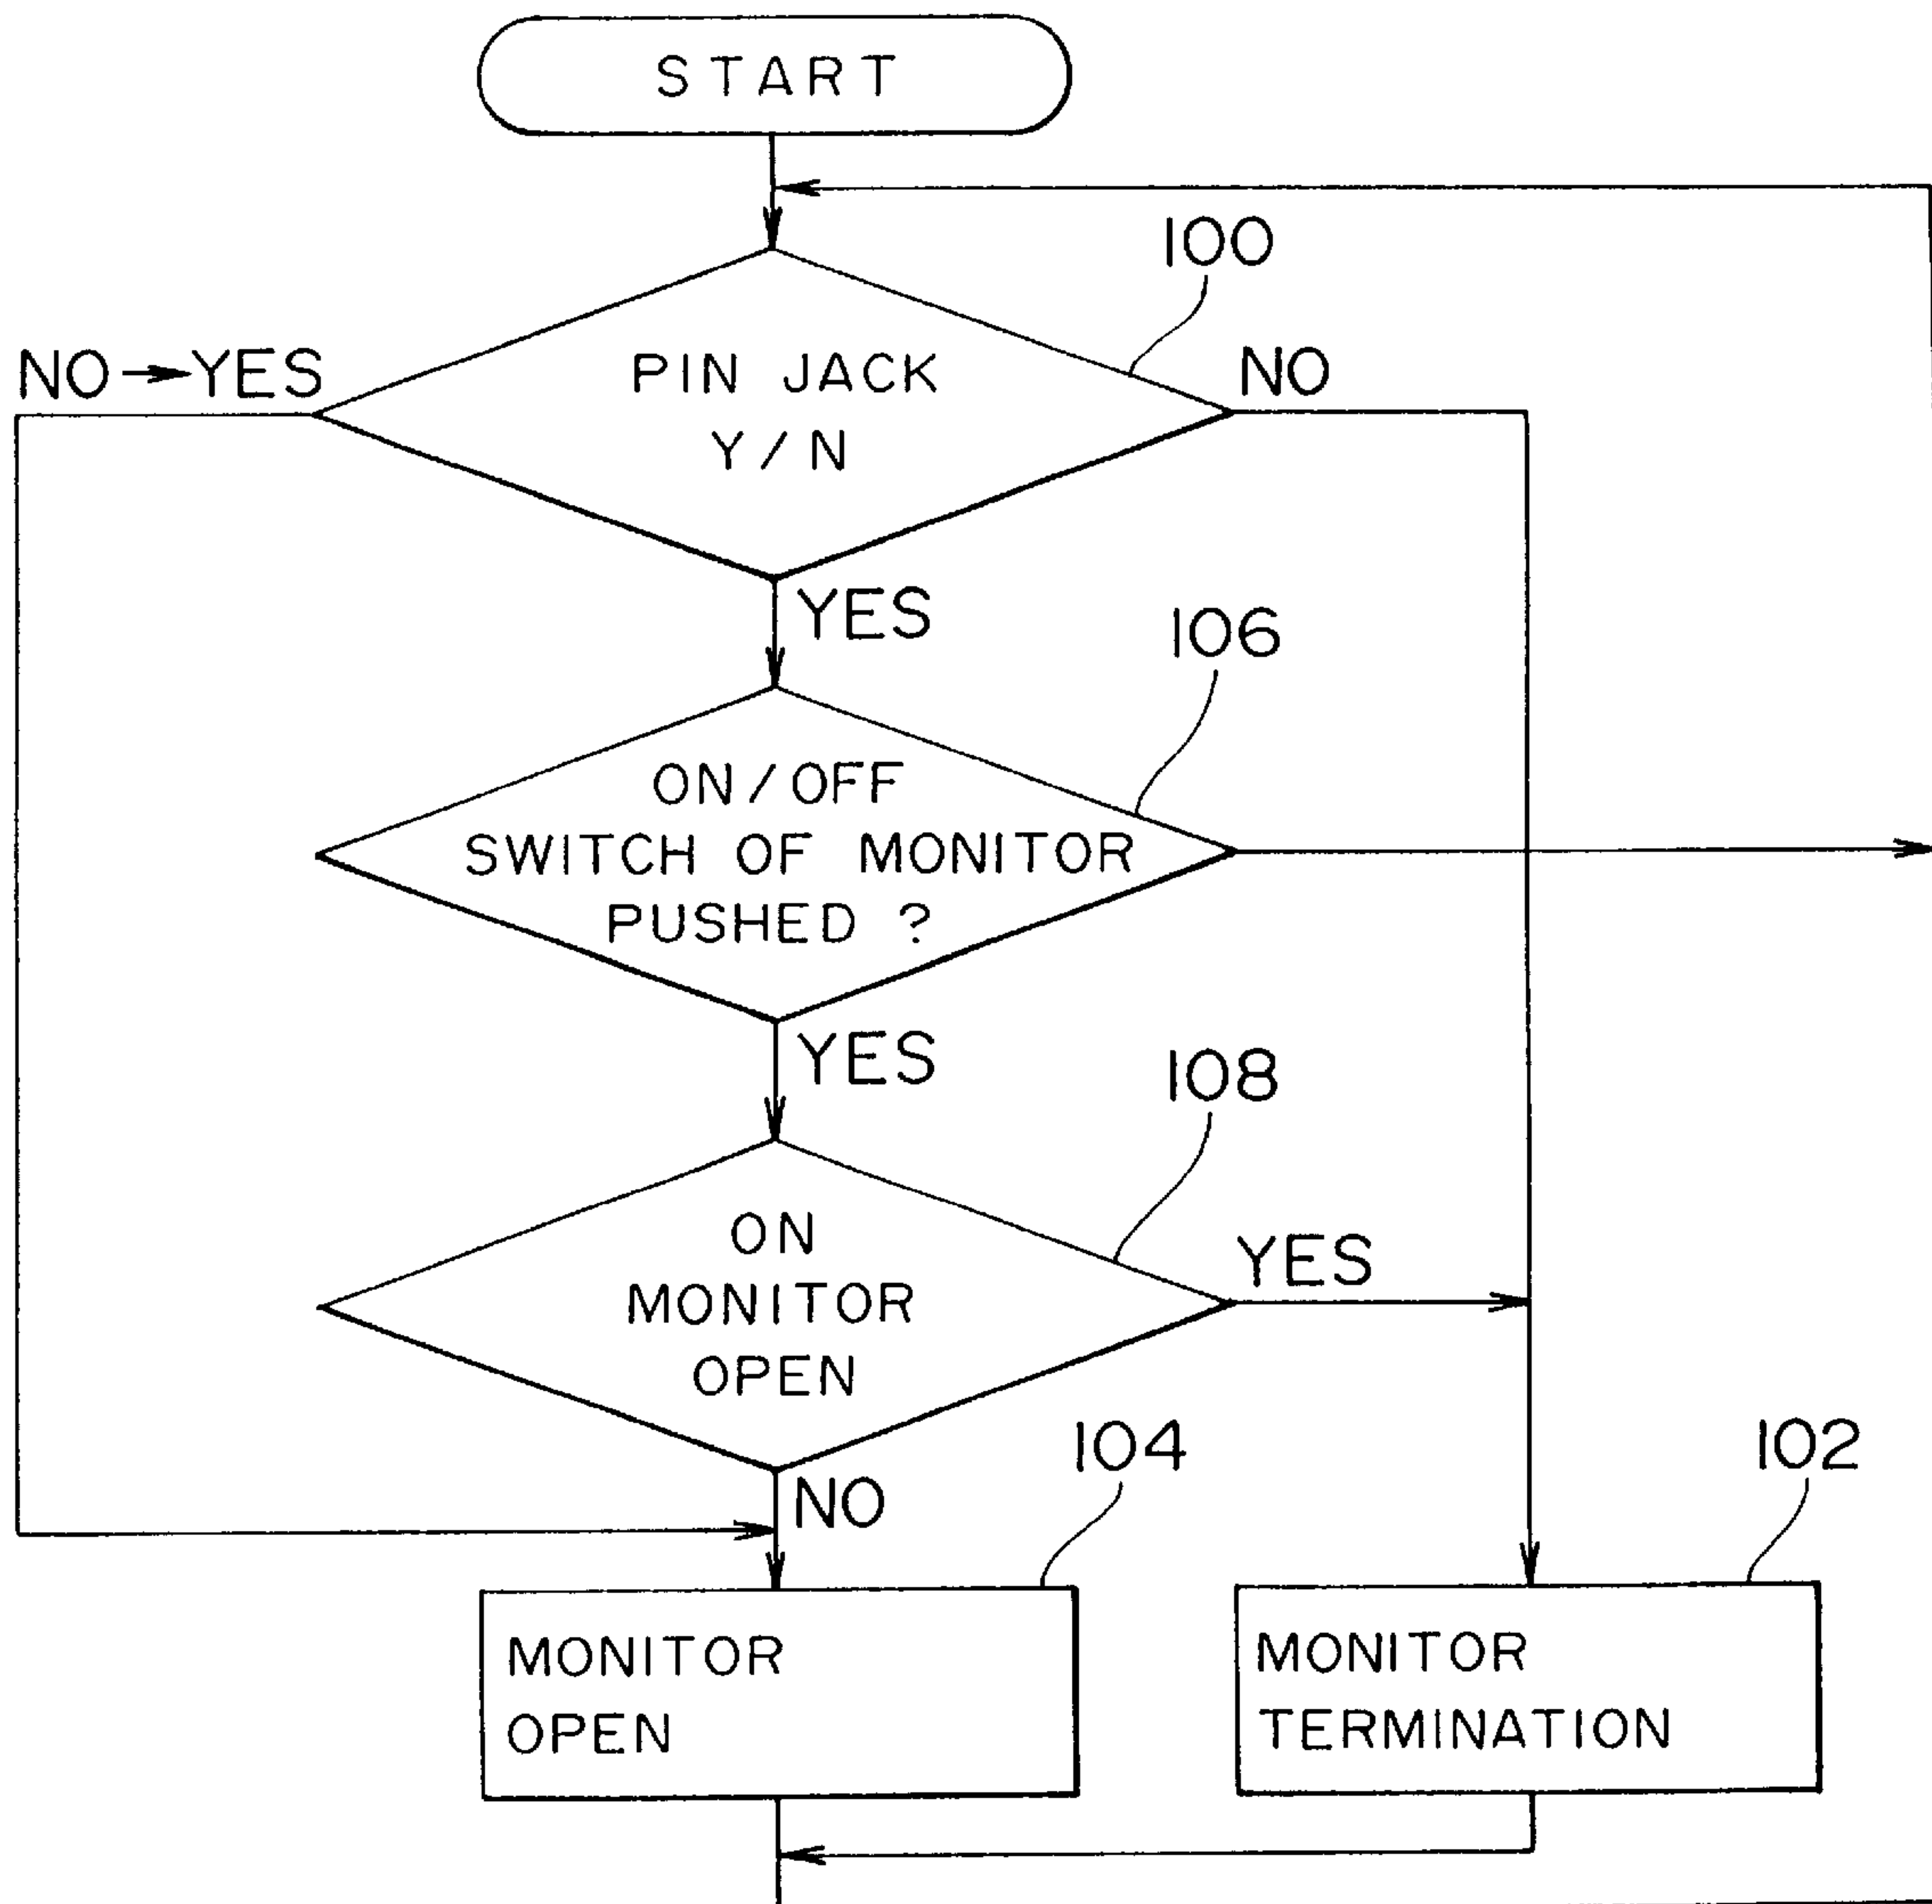 START
100
NO→YES
PIN JACK
Y/N
NO
YES
106
ON/OFF
SWITCH OF MONITOR
PUSHED ?
YES
108
ON
MONITOR
OPEN
YES
NO
104
102
MONITOR
OPEN
MONITOR
TERMINATION